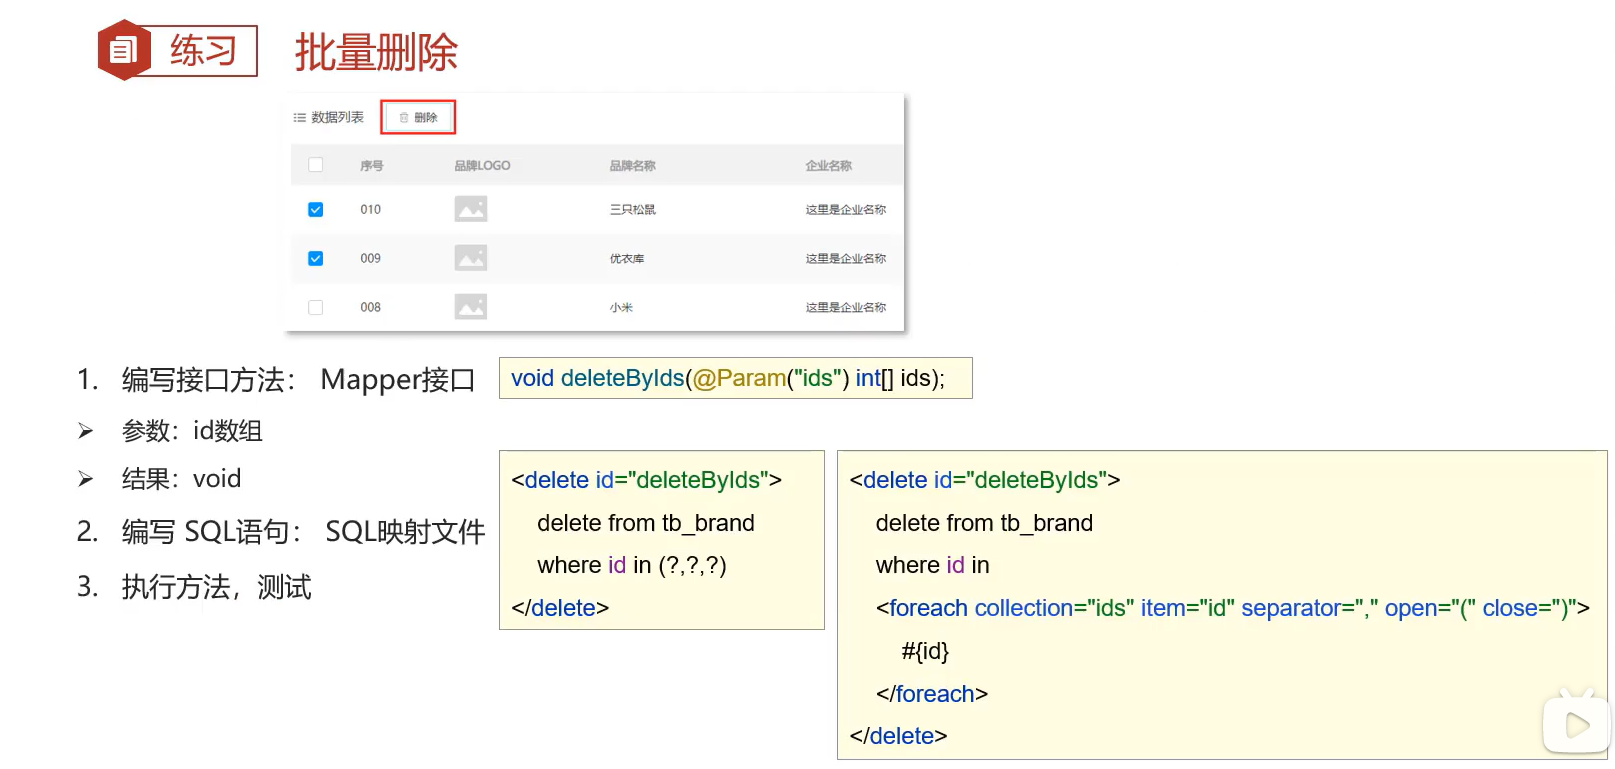 练习 批量删除
数据列表 删除
序号 品牌LOGO 品牌名称 企业名称
010 三只松鼠 这里是企业名称
009 优衣库 这里是企业名称
008 小米 这里是企业名称
1. 编写接口方法： Mapper接口
void deleteByIds(@Param("ids") int[] ids);
➢ 参数：id数组
➢ 结果：void
2. 编写 SQL语句： SQL映射文件
3. 执行方法，测试
<delete id="deleteByIds">
delete from tb_brand
where id in (?,?,?)
</delete>
<delete id="deleteByIds">
delete from tb_brand
where id in
<foreach collection="ids" item="id" separator="," open="(" close=")">
#{id}
</foreach>
</delete>